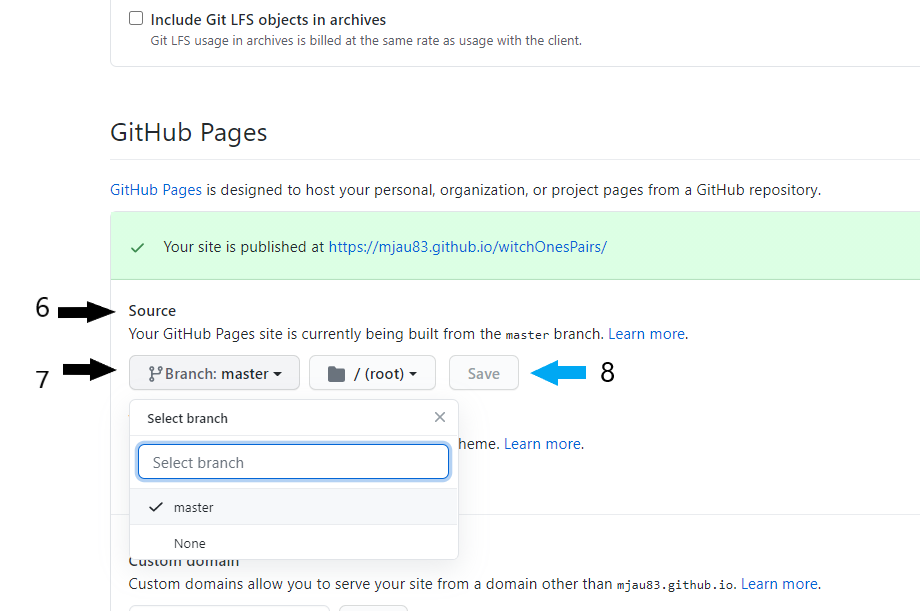 Include Git LFS objects in archives
Git LFS usage in archives is billed at the same rate as usage with the client.
GitHub Pages
GitHub Pages is designed to host your personal, organization, or project pages from a GitHub repository.
Your site is published at https://mjau83.github.io/witchOnesPairs/
6
Source
Your GitHub Pages site is currently being built from the master branch. Learn more.
7
Branch: master
/ (root)
Save
8
Select branch
heme. Learn more.
Select branch
master
None
Custom domain
Custom domains allow you to serve your site from a domain other than mjau83.github.io. Learn more.